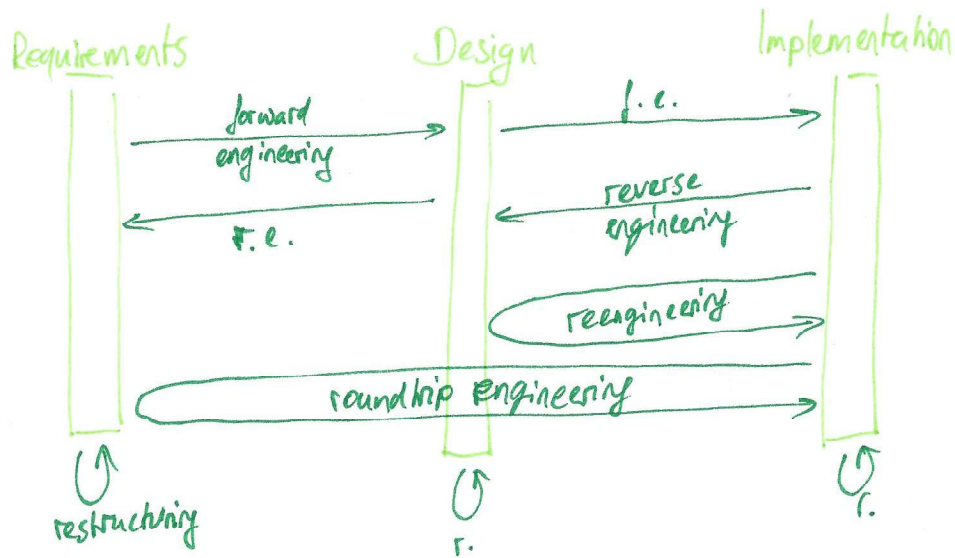 Requirements
Design
Implementation
forward
engineering
f.e.
reverse
engineering
r.e.
reengineering
roundtrip engineering
restructuring
r.
r.